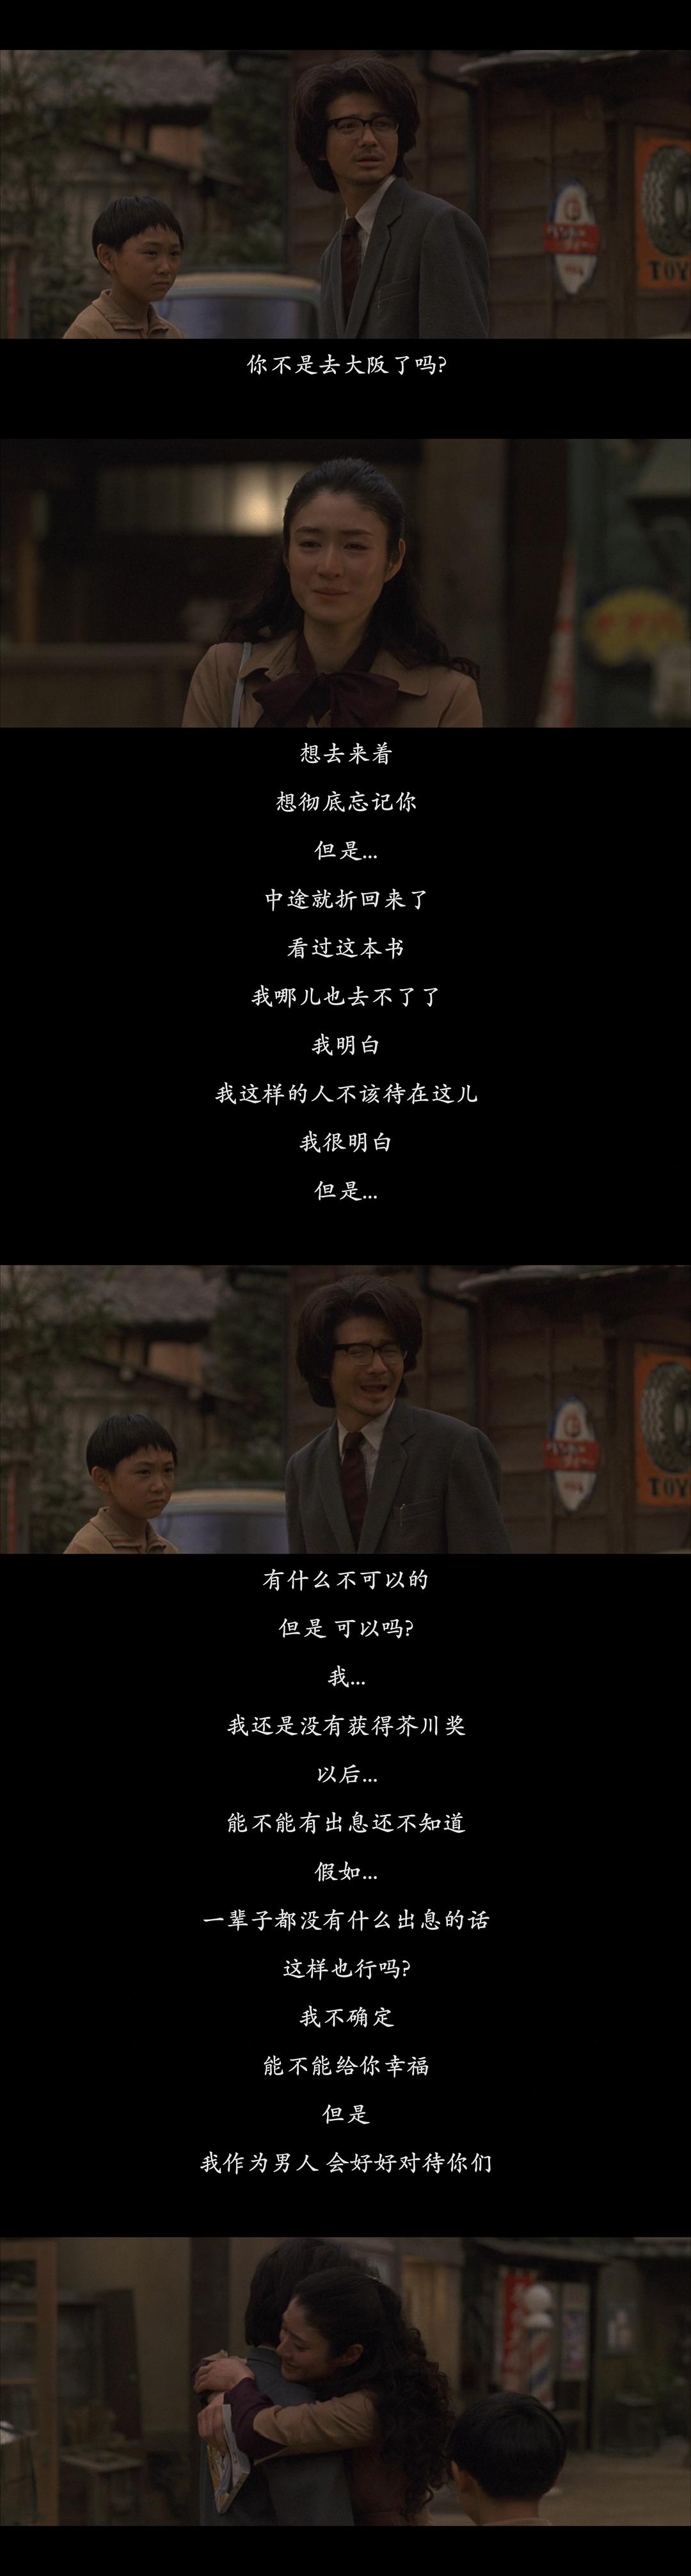 TOY
你不是去大阪了吗?
想去来着
想彻底忘记你
但是...
中途就折回来了
看过这本书
我哪儿也去不了了
我明白
我这样的人不该待在这儿
我很明白
但是...
TOY
有什么不可以的
但是 可以吗?
我...
我还是没有获得芥川奖
以后...
能不能有出息还不知道
假如...
一辈子都没有什么出息的话
这样也行吗?
我不确定
能不能给你幸福
但是
我作为男人 会好好对待你们